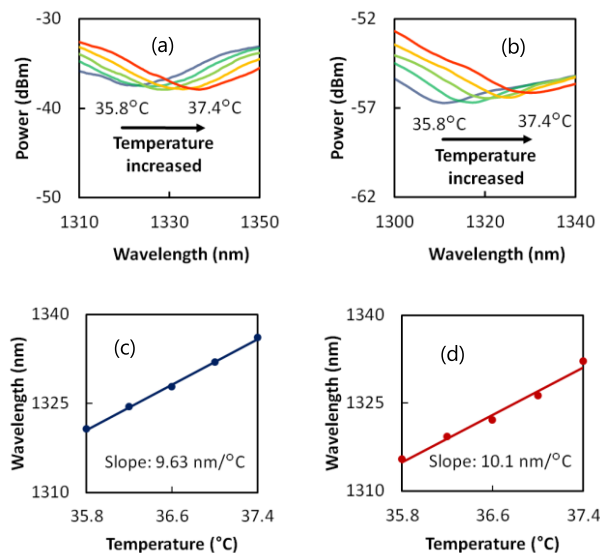 -30
(a)
-40
35.8°C
37.4°C
Temperature
increased
-50
1310
1330
1350
Power (dBm)
Wavelength (nm)
-52
(b)
-57
35.8°C
37.4°C
Temperature
increased
-62
1300
1320
1340
Power (dBm)
Wavelength (nm)
1340
(c)
1325
Slope: 9.63 nm/°C
1310
35.8
36.6
37.4
Wavelength (nm)
Temperature (°C)
1340
(d)
1325
Slope: 10.1 nm/°C
1310
35.8
36.6
37.4
Wavelength (nm)
Temperature (°C)